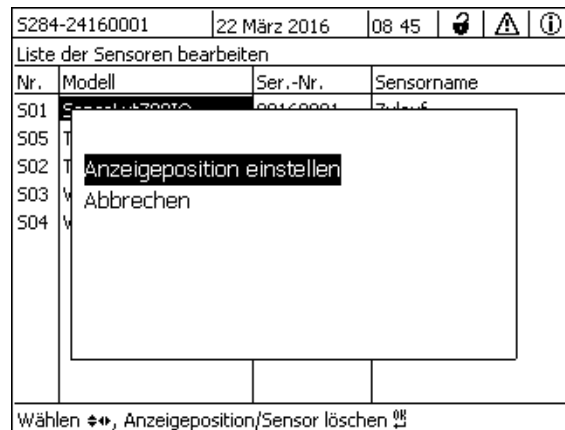 S284-24160001 22 März 2016 08 45
Liste der Sensoren bearbeiten
Nr. Modell Ser.-Nr. Sensorname
S01
S05 T
S02 T
S03
S04
Anzeigeposition einstellen
Abbrechen
Wählen, Anzeigeposition/Sensor löschen OK